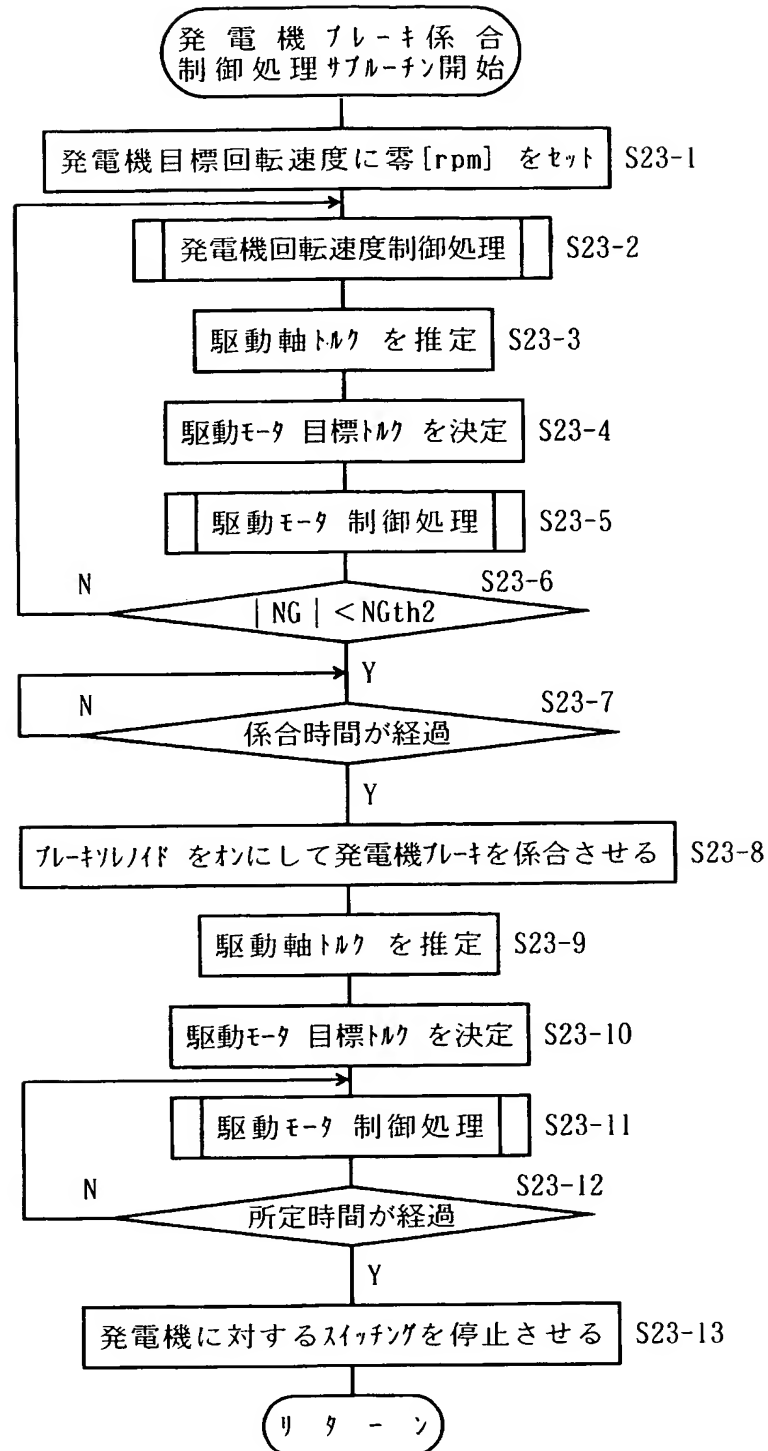 発電機ブレーキ係合
制御処理サブルーチン開始
発電機目標回転速度に零[rpm]をセット S23-1
発電機回転速度制御処理 S23-2
駆動軸トルクを推定 S23-3
駆動モータ目標トルクを決定 S23-4
駆動モータ制御処理 S23-5
S23-6
N
|NG|<NGth2
Y
S23-7
N
係合時間が経過
Y
ブレーキソレノイドをオンにして発電機ブレーキを係合させる S23-8
駆動軸トルクを推定 S23-9
駆動モータ目標トルクを決定 S23-10
駆動モータ制御処理 S23-11
S23-12
N
所定時間が経過
Y
発電機に対するスイッチングを停止させる S23-13
リターン